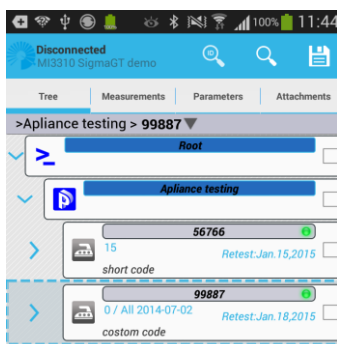 100% 11:44
Disconnected
MI3310 SigmaGT demo
Tree Measurements Parameters Attachments
>Apliance testing > 99887
Root
Apliance testing
56766
15
Retest:Jan.15,2015
short code
99887
0 / All 2014-07-02
Retest:Jan.18,2015
costom code